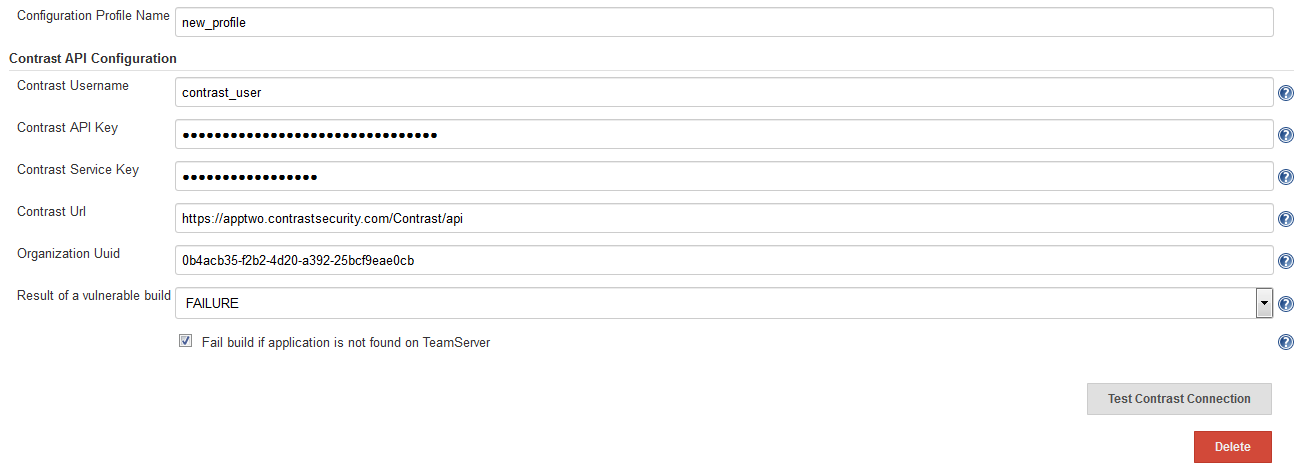 Configuration Profile Name new_profile
Contrast API Configuration
Contrast Username contrast_user
Contrast API Key ••••••••••••••••••••••••••••••••
Contrast Service Key •••••••••••••••••
Contrast Url https://apptwo.contrastsecurity.com/Contrast/api
Organization Uuid 0b4acb35-f2b2-4d20-a392-25bcf9eae0cb
Result of a vulnerable build FAILURE
Fail build if application is not found on TeamServer
Test Contrast Connection
Delete